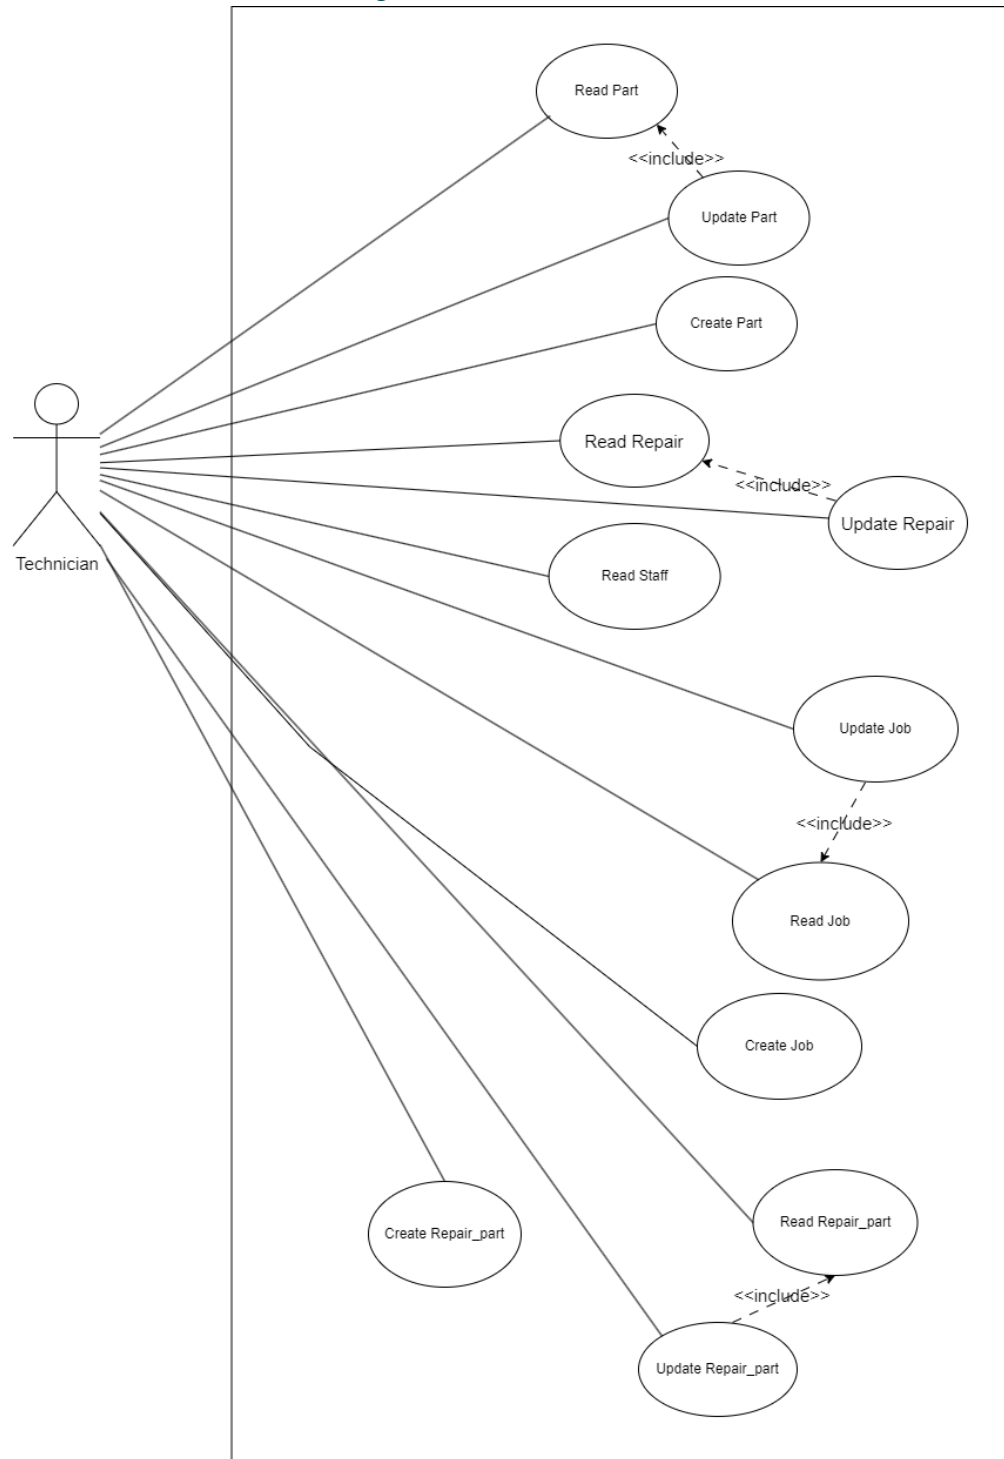 Read Part
<<include>>
Update Part
Create Part
Read Repair
<<include>>
Update Repair
Technician
Read Staff
Update Job
<<include>>
Read Job
Create Job
Read Repair_part
Create Repair_part
<<include>>
Update Repair_part